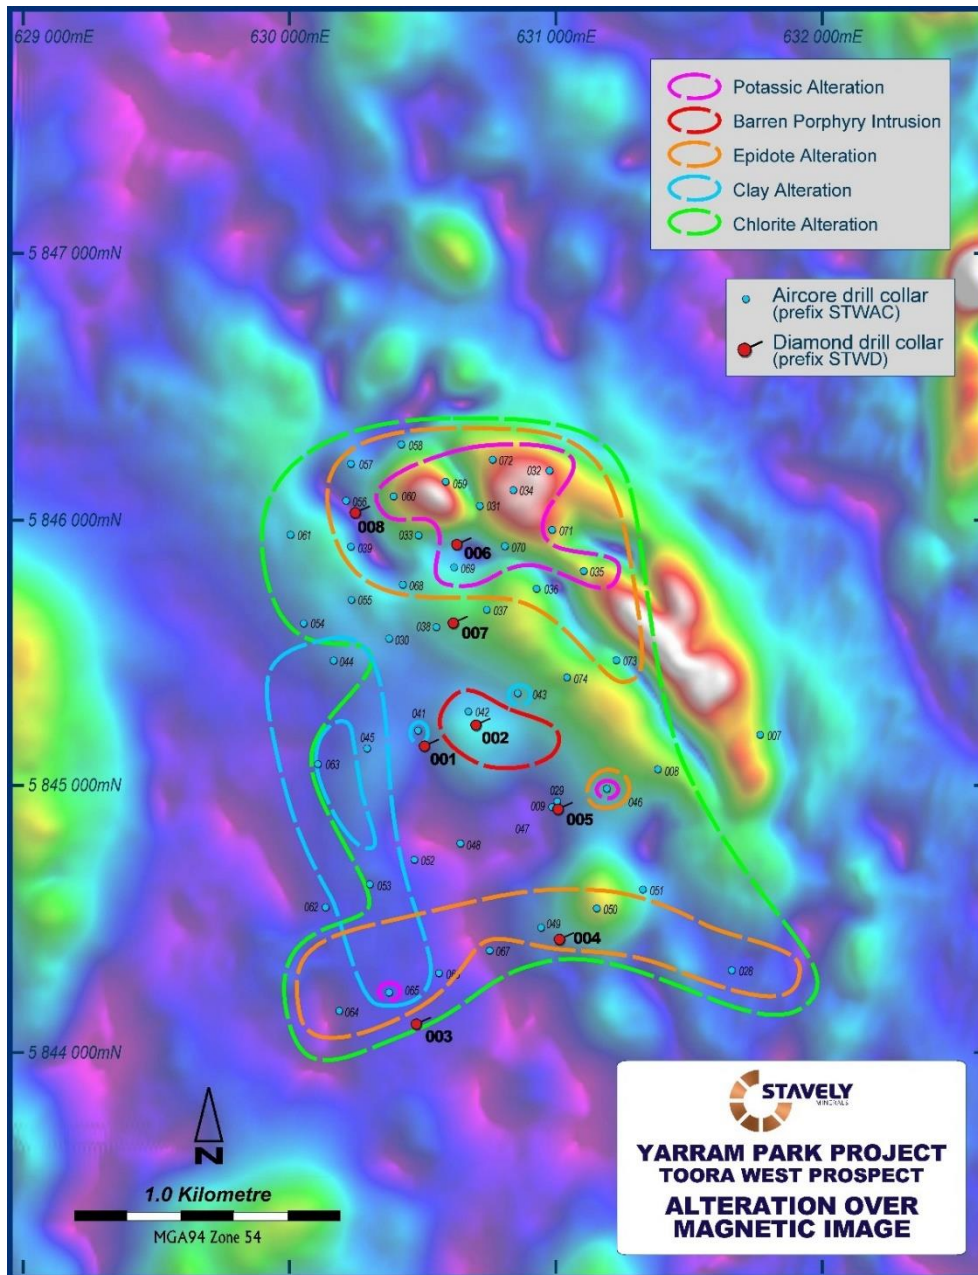 629 000mE
630 000mE
631 000mE
632 000mE
Potassic Alteration
Barren Porphyry Intrusion
Epidote Alteration
Clay Alteration
Chlorite Alteration
5 847 000mN
Aircore drill collar
(prefix STWAC)
Diamond drill collar
(prefix STWD)
058
057
072
032
059
034
060
056
031
008
071
061
033
006
039
070
069
035
068
036
055
037
054
038
007
030
044
073
074
043
042
041
002
007
045
001
063
008
029
046
009
005
047
048
052
053
051
062
050
049
004
067
028
065
064
003
5 846 000mN
5 845 000mN
5 844 000mN
N
1.0 Kilometre
MGA94 Zone 54
STAVELY
MINERALS
YARRAM PARK PROJECT
TOORA WEST PROSPECT
ALTERATION OVER
MAGNETIC IMAGE